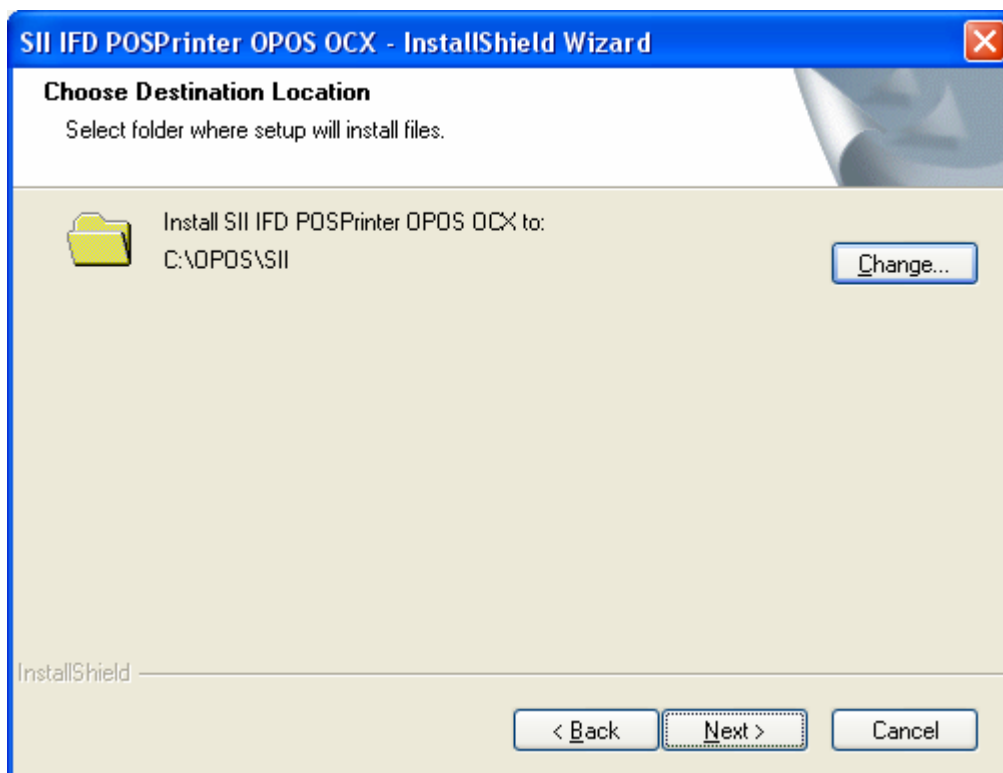 SII IFD POSPrinter OPOS OCX - InstallShield Wizard
Choose Destination Location
Select folder where setup will install files.
Install SII IFD POSPrinter OPOS OCX to:
C:\OPOS\SII
Change...
InstallShield
< Back
Next >
Cancel